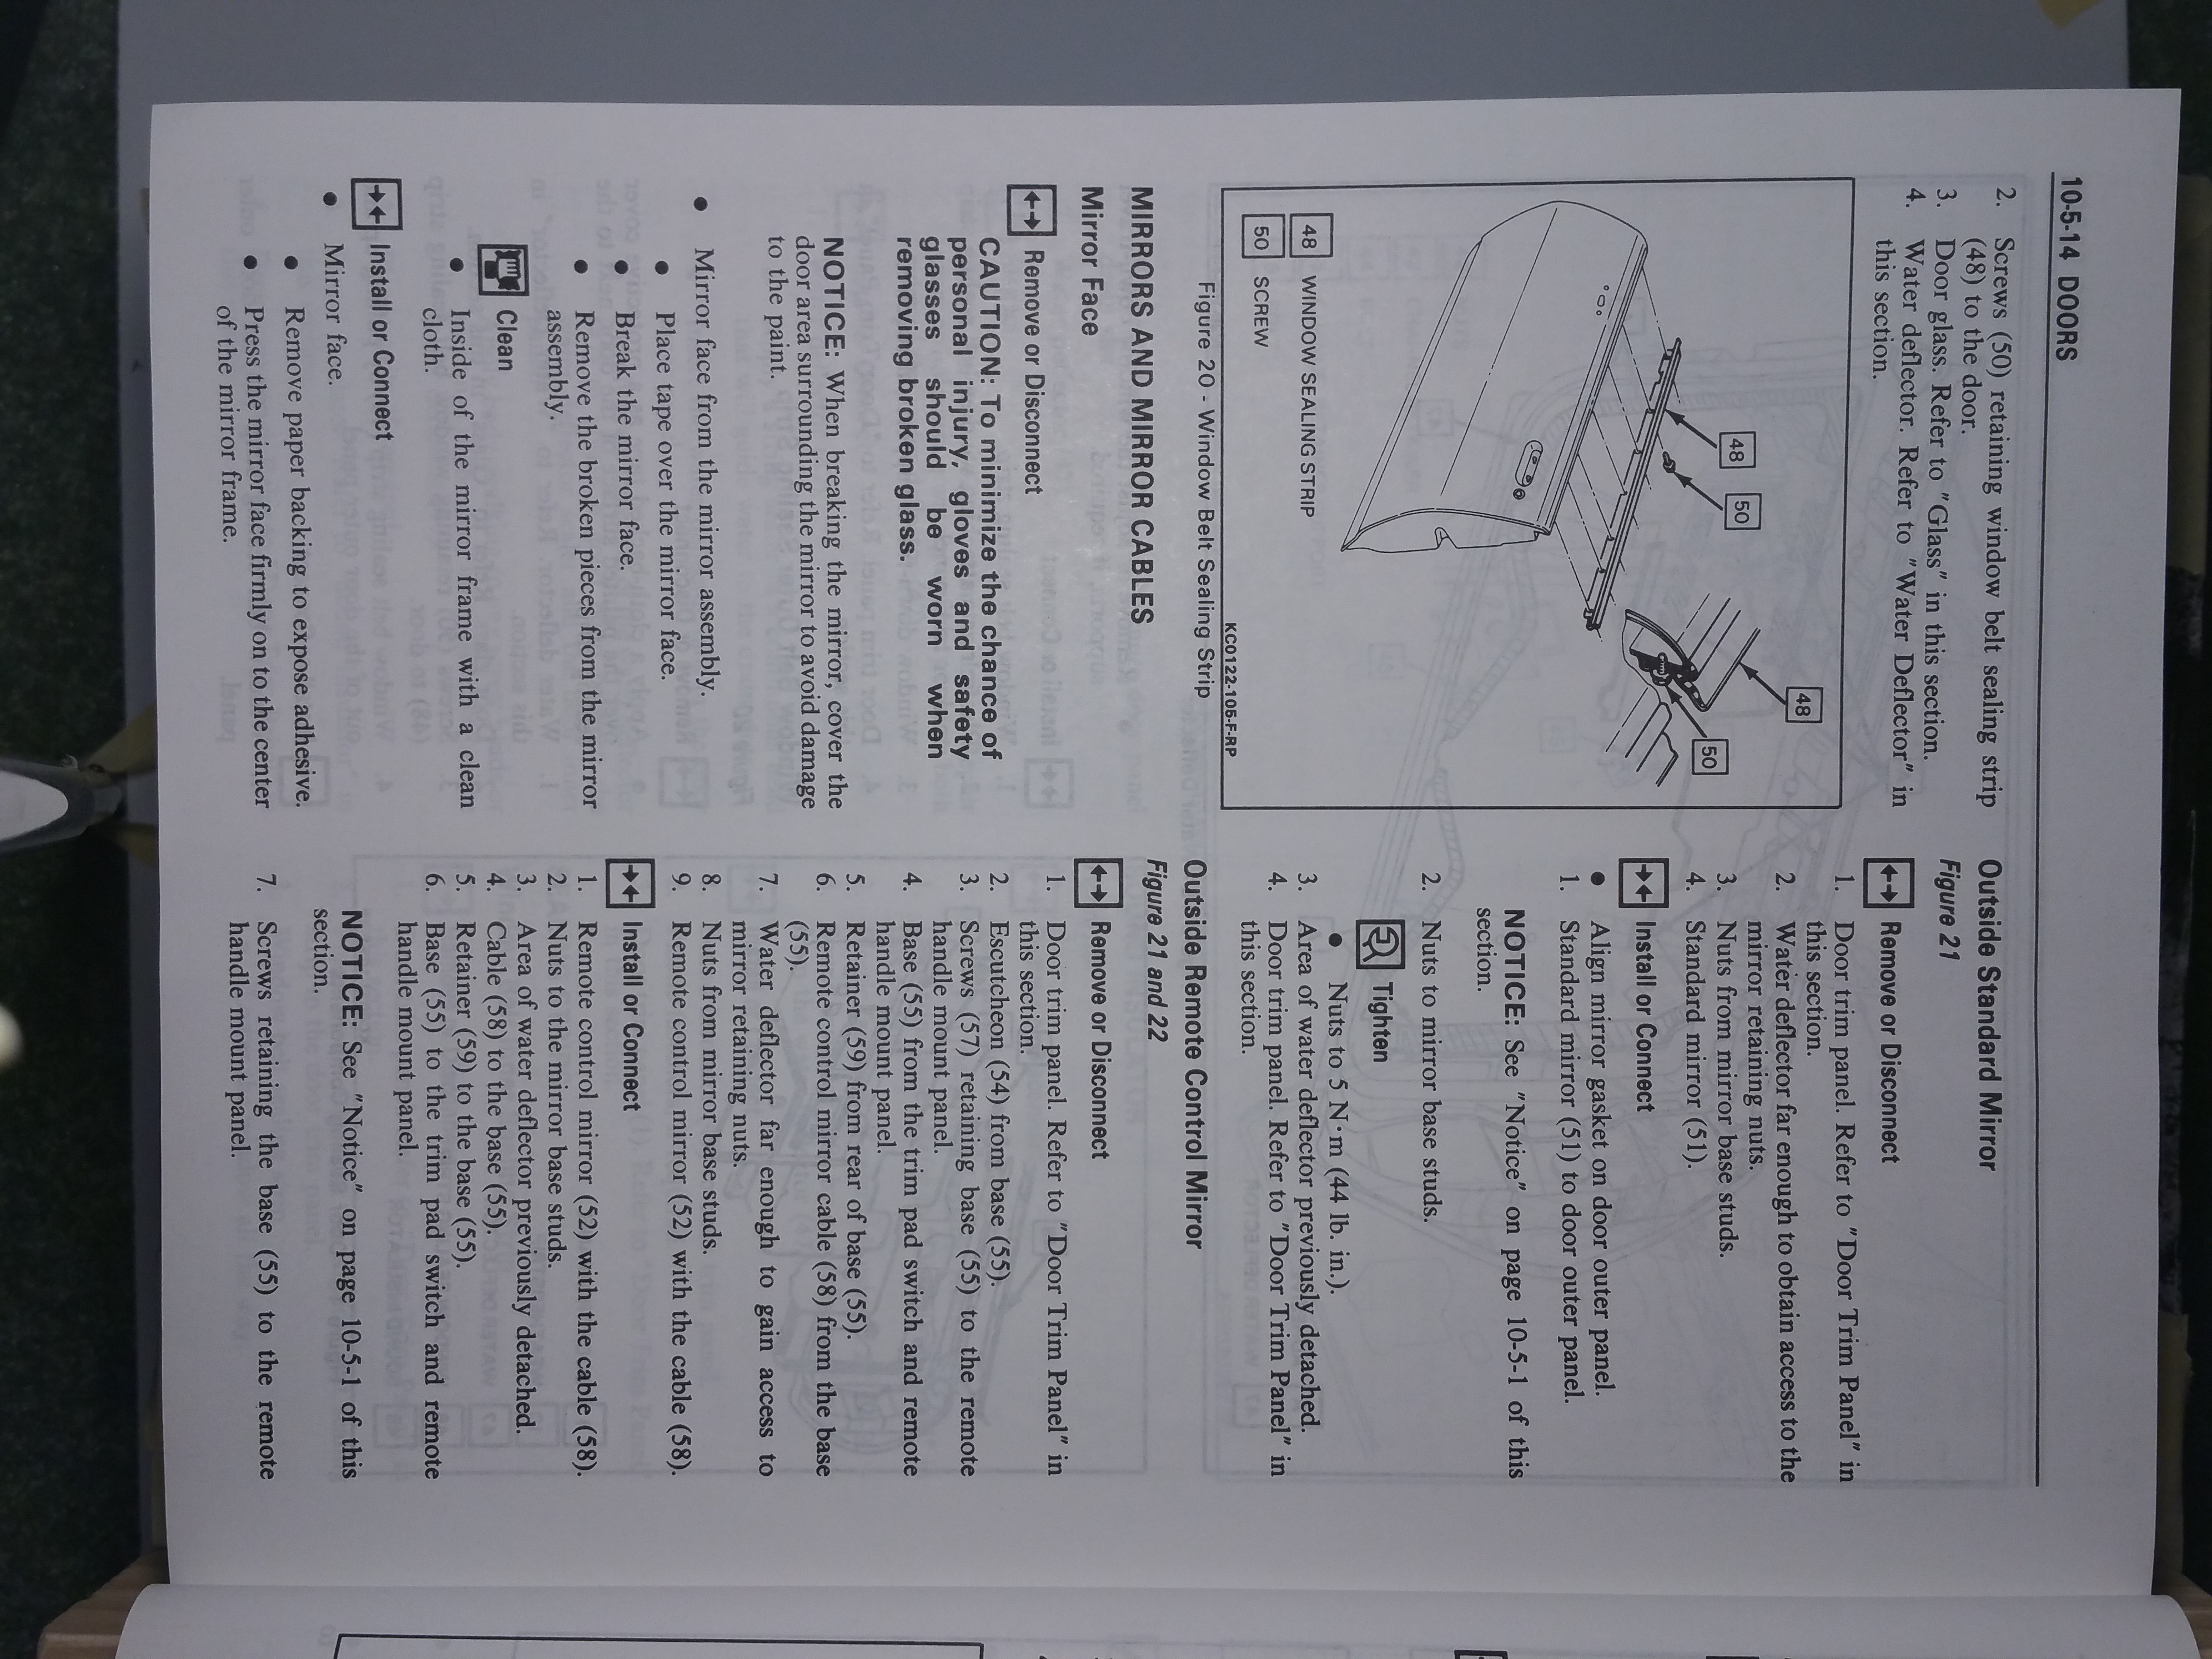 10-5-14 DOORS
2. Screws (50) retaining window belt sealing strip
(48) to the door.
3. Door glass. Refer to "Glass" in this section.
4. Water deflector. Refer to "Water Deflector" in
this section.
48
50
48
50
48 WINDOW SEALING STRIP
50 SCREW
KC0122-105-F-RP
Figure 20 - Window Belt Sealing Strip
MIRRORS AND MIRROR CABLES
Mirror Face
Remove or Disconnect
CAUTION: To minimize the chance of
personal injury, gloves and safety
glasses should be worn when
removing broken glass.
NOTICE: When breaking the mirror, cover the
door area surrounding the mirror to avoid damage
to the paint.
● Mirror face from the mirror assembly.
● Place tape over the mirror face.
● Break the mirror face.
● Remove the broken pieces from the mirror
assembly.
Clean
● Inside of the mirror frame with a clean
cloth.
Install or Connect
● Mirror face.
● Remove paper backing to expose adhesive.
● Press the mirror face firmly on to the center
of the mirror frame.
Outside Standard Mirror
Figure 21
Remove or Disconnect
1. Door trim panel. Refer to "Door Trim Panel" in
this section.
2. Water deflector far enough to obtain access to the
mirror retaining nuts.
3. Nuts from mirror base studs.
4. Standard mirror (51).
Install or Connect
● Align mirror gasket on door outer panel.
1. Standard mirror (51) to door outer panel.
NOTICE: See "Notice" on page 10-5-1 of this
section.
2. Nuts to mirror base studs.
Tighten
● Nuts to 5 N·m (44 lb. in.).
3. Area of water deflector previously detached.
4. Door trim panel. Refer to "Door Trim Panel" in
this section.
Outside Remote Control Mirror
Figure 21 and 22
Remove or Disconnect
1. Door trim panel. Refer to "Door Trim Panel" in
this section.
2. Escutcheon (54) from base (55).
3. Screws (57) retaining base (55) to the remote
handle mount panel.
4. Base (55) from the trim pad switch and remote
handle mount panel.
5. Retainer (59) from rear of base (55).
6. Remote control mirror cable (58) from the base
(55).
7. Water deflector far enough to gain access to
mirror retaining nuts.
8. Nuts from mirror base studs.
9. Remote control mirror (52) with the cable (58).
Install or Connect
1. Remote control mirror (52) with the cable (58).
2. Nuts to the mirror base studs.
3. Area of water deflector previously detached.
4. Cable (58) to the base (55).
5. Retainer (59) to the base (55).
6. Base (55) to the trim pad switch and remote
handle mount panel.
NOTICE: See "Notice" on page 10-5-1 of this
section.
7. Screws retaining the base (55) to the remote
handle mount panel.